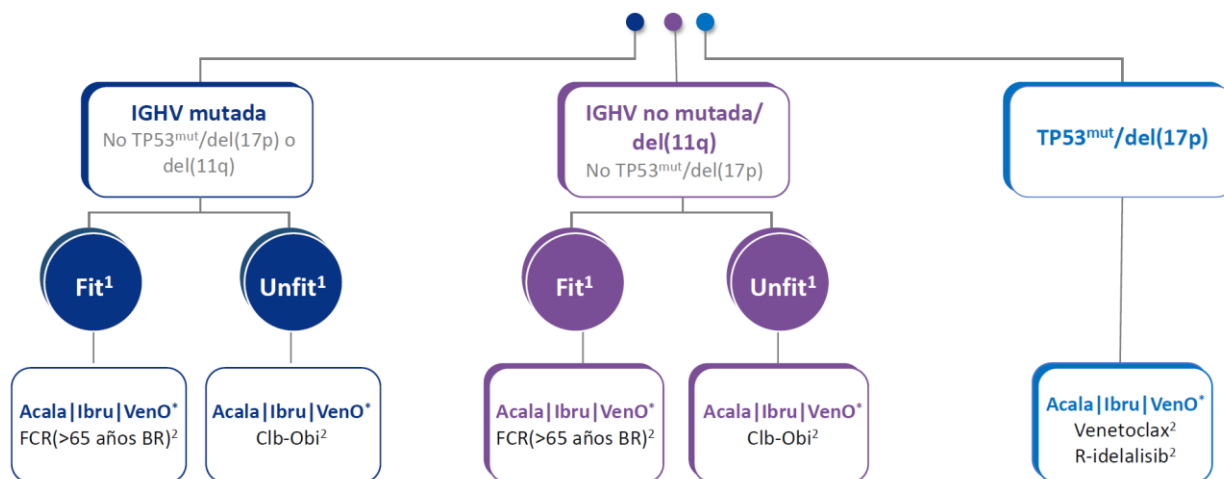 IGHV mutada
No TP53ᵐᵘᵗ/del(17p) o
del(11q)
IGHV no mutada/
del(11q)
No TP53ᵐᵘᵗ/del(17p)
TP53ᵐᵘᵗ/del(17p)
Fit¹
Unfit¹
Fit¹
Unfit¹
Acala|Ibru|VenO*
FCR(>65 años BR)²
Acala|Ibru|VenO*
Clb-Obi²
Acala|Ibru|VenO*
FCR(>65 años BR)²
Acala|Ibru|VenO*
Clb-Obi²
Acala|Ibru|VenO*
Venetoclax²
R-idelalisib²